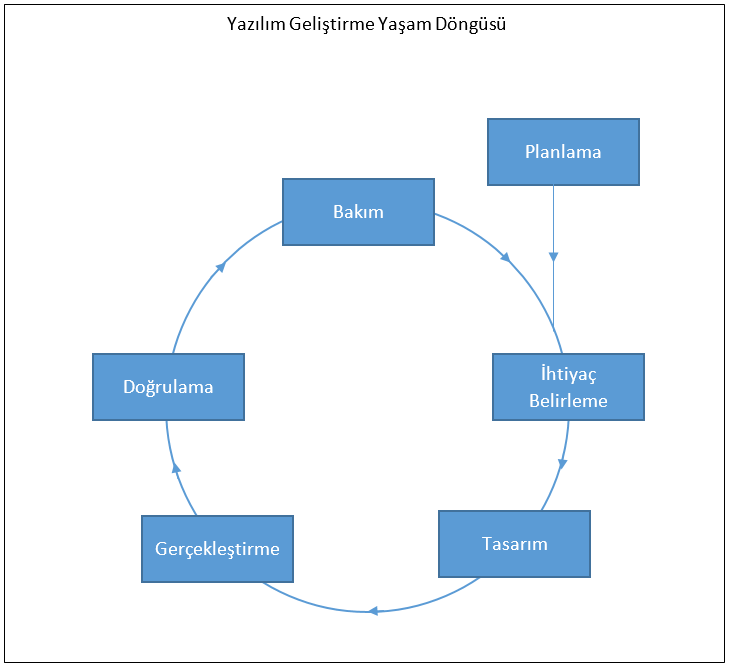 Yazılım Geliştirme Yaşam Döngüsü
Planlama
Bakım
İhtiyaç
Belirleme
Doğrulama
Tasarım
Gerçekleştirme